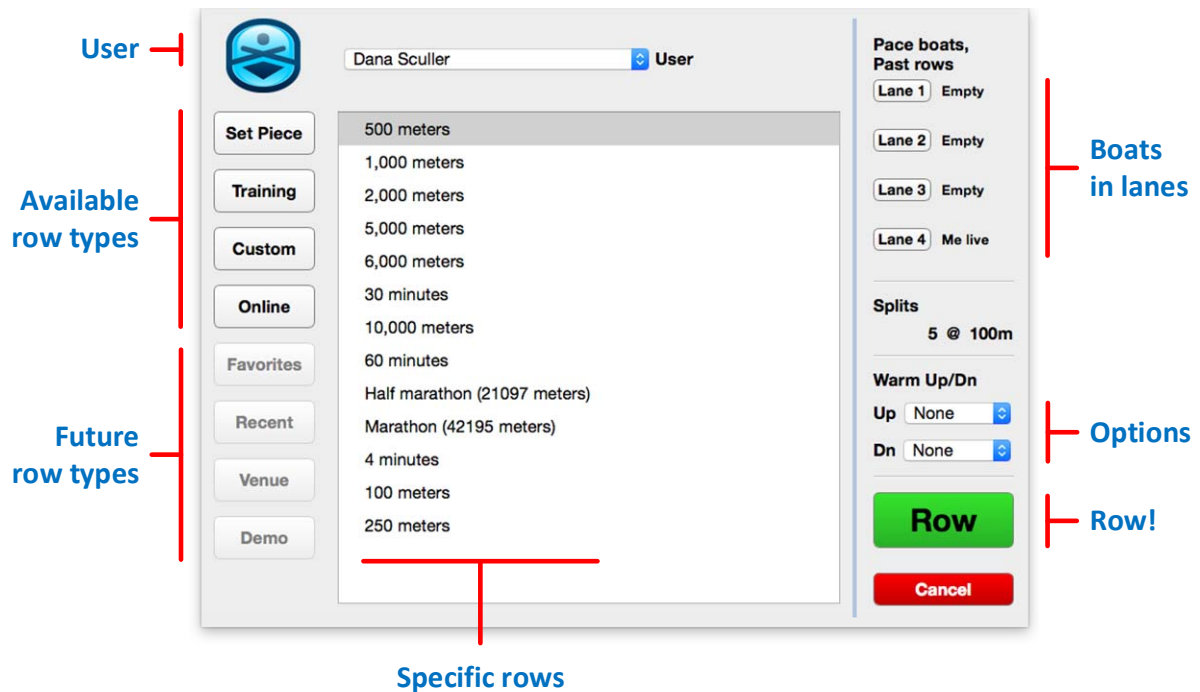 User
Dana Sculler
User
Pace boats,
Past rows
Lane 1 Empty
Lane 2 Empty
Lane 3 Empty
Lane 4 Me live
Boats
in lanes
Set Piece
Training
Custom
Online
Available
row types
Favorites
Recent
Venue
Demo
Future
row types
500 meters
1,000 meters
2,000 meters
5,000 meters
6,000 meters
30 minutes
10,000 meters
60 minutes
Half marathon (21097 meters)
Marathon (42195 meters)
4 minutes
100 meters
250 meters
Specific rows
Splits
5 @ 100m
Warm Up/Dn
Up None
Dn None
Options
Row
Row!
Cancel